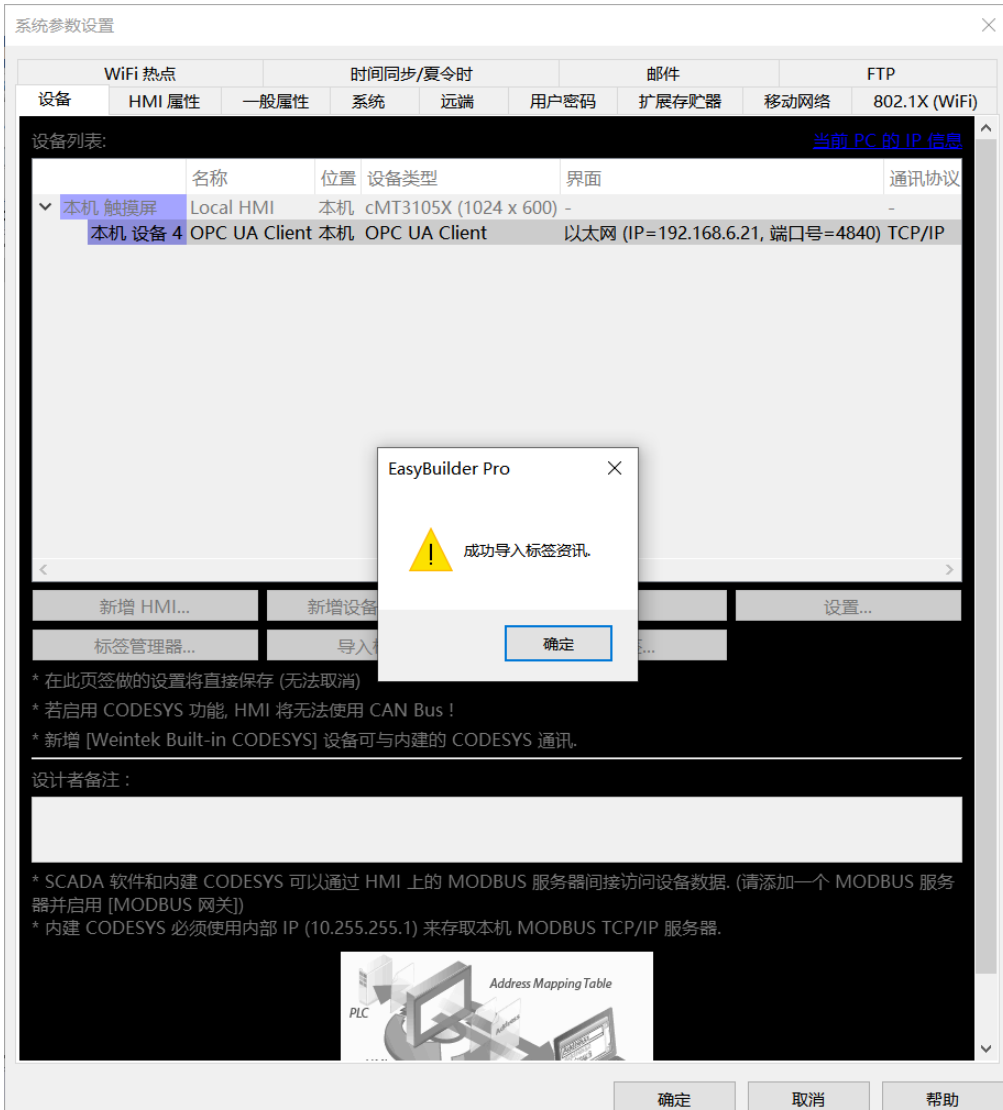 系统参数设置
WiFi 热点 时间同步/夏令时 邮件 FTP
设备 HMI 属性 一般属性 系统 远端 用户密码 扩展存贮器 移动网络 802.1X (WiFi)
设备列表: 当前 PC 的 IP 信息
名称 位置 设备类型 界面 通讯协议
本机 触摸屏 Local HMI 本机 cMT3105X (1024 x 600) - -
本机 设备 4 OPC UA Client 本机 OPC UA Client 以太网 (IP=192.168.6.21, 端口号=4840) TCP/IP
EasyBuilder Pro
成功导入标签资讯.
确定
新增 HMI... 新增设备 设置...
标签管理器... 导入
* 在此页签做的设置将直接保存 (无法取消)
* 若启用 CODESYS 功能, HMI 将无法使用 CAN Bus !
* 新增 [Weintek Built-in CODESYS] 设备可与内建的 CODESYS 通讯.
设计者备注 :
* SCADA 软件和内建 CODESYS 可以通过 HMI 上的 MODBUS 服务器间接访问设备数据. (请添加一个 MODBUS 服务
器并启用 [MODBUS 网关])
* 内建 CODESYS 必须使用内部 IP (10.255.255.1) 来存取本机 MODBUS TCP/IP 服务器.
Address Mapping Table
PLC
确定 取消 帮助